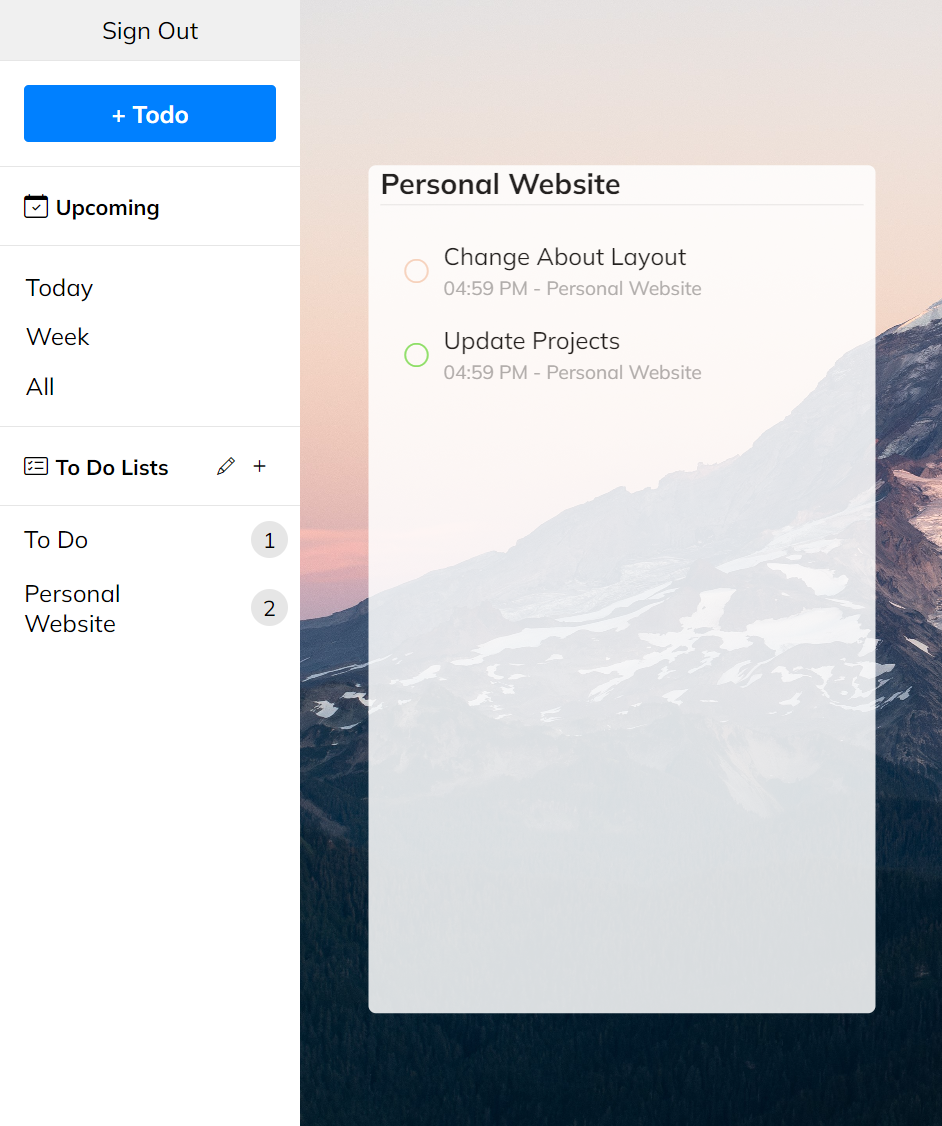 Sign Out
+ Todo
Upcoming
Today
Week
All
To Do Lists
+
To Do
1
Personal
Website
2
Personal Website
Change About Layout
04:59 PM - Personal Website
Update Projects
04:59 PM - Personal Website